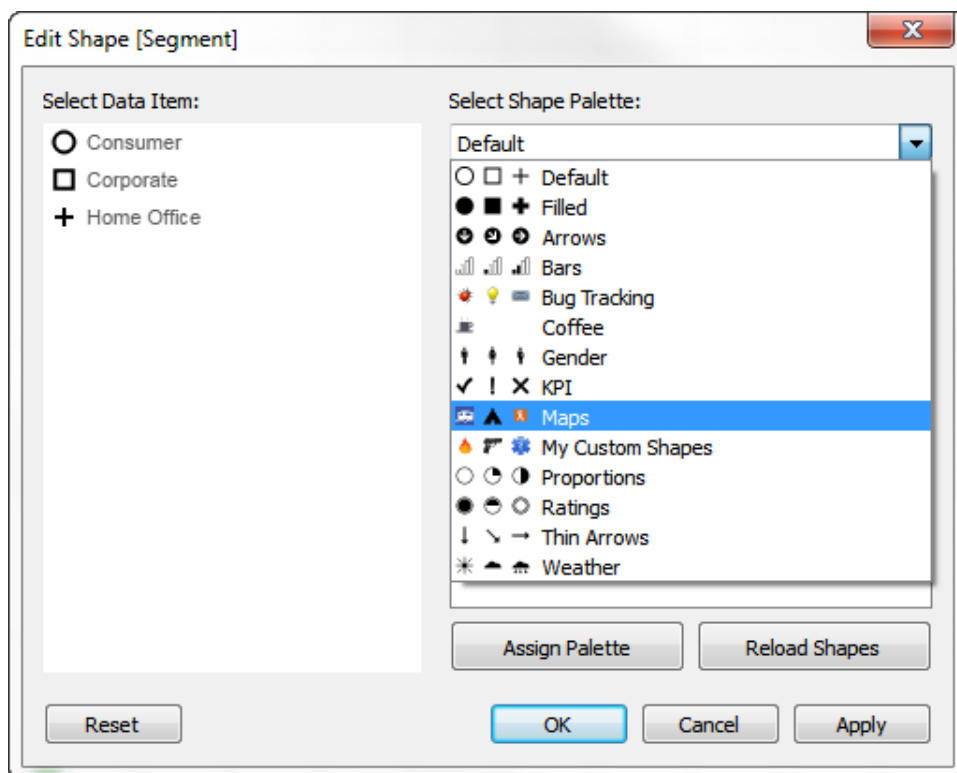 Edit Shape [Segment]
Select Data Item:
Consumer
Corporate
Home Office
Select Shape Palette:
Default
Default
Filled
Arrows
Bars
Bug Tracking
Coffee
Gender
KPI
Maps
My Custom Shapes
Proportions
Ratings
Thin Arrows
Weather
Assign Palette
Reload Shapes
Reset
OK
Cancel
Apply